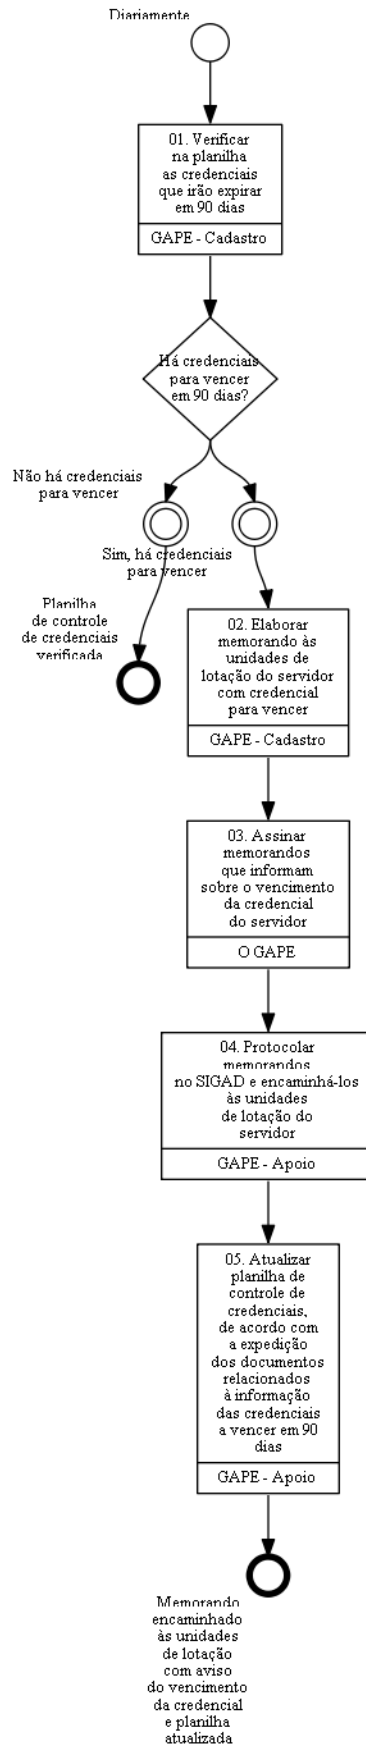 Diariamente
01. Verificar
na planilha
as credenciais
que irão expirar
em 90 dias
GAPE - Cadastro
Há credenciais
para vencer
em 90 dias?
Não há credenciais
para vencer
Sim, há credenciais
para vencer
Planilha
de controle
de credenciais
verificada
02. Elaborar
memorando às
unidades de
lotação do servidor
com credencial
para vencer
GAPE - Cadastro
03. Assinar
memorandos
que informam
sobre o vencimento
da credencial
do servidor
O GAPE
04. Protocolar
memorandos
no SIGAD e encaminhá-los
às unidades
de lotação do
servidor
GAPE - Apoio
05. Atualizar
planilha de
controle de
credenciais,
de acordo com
a expedição
dos documentos
relacionados
à informação
das credenciais
a vencer em 90
dias
GAPE - Apoio
Memorando
encaminhado
às unidades
de lotação
com aviso
do vencimento
da credencial
e planilha
atualizada